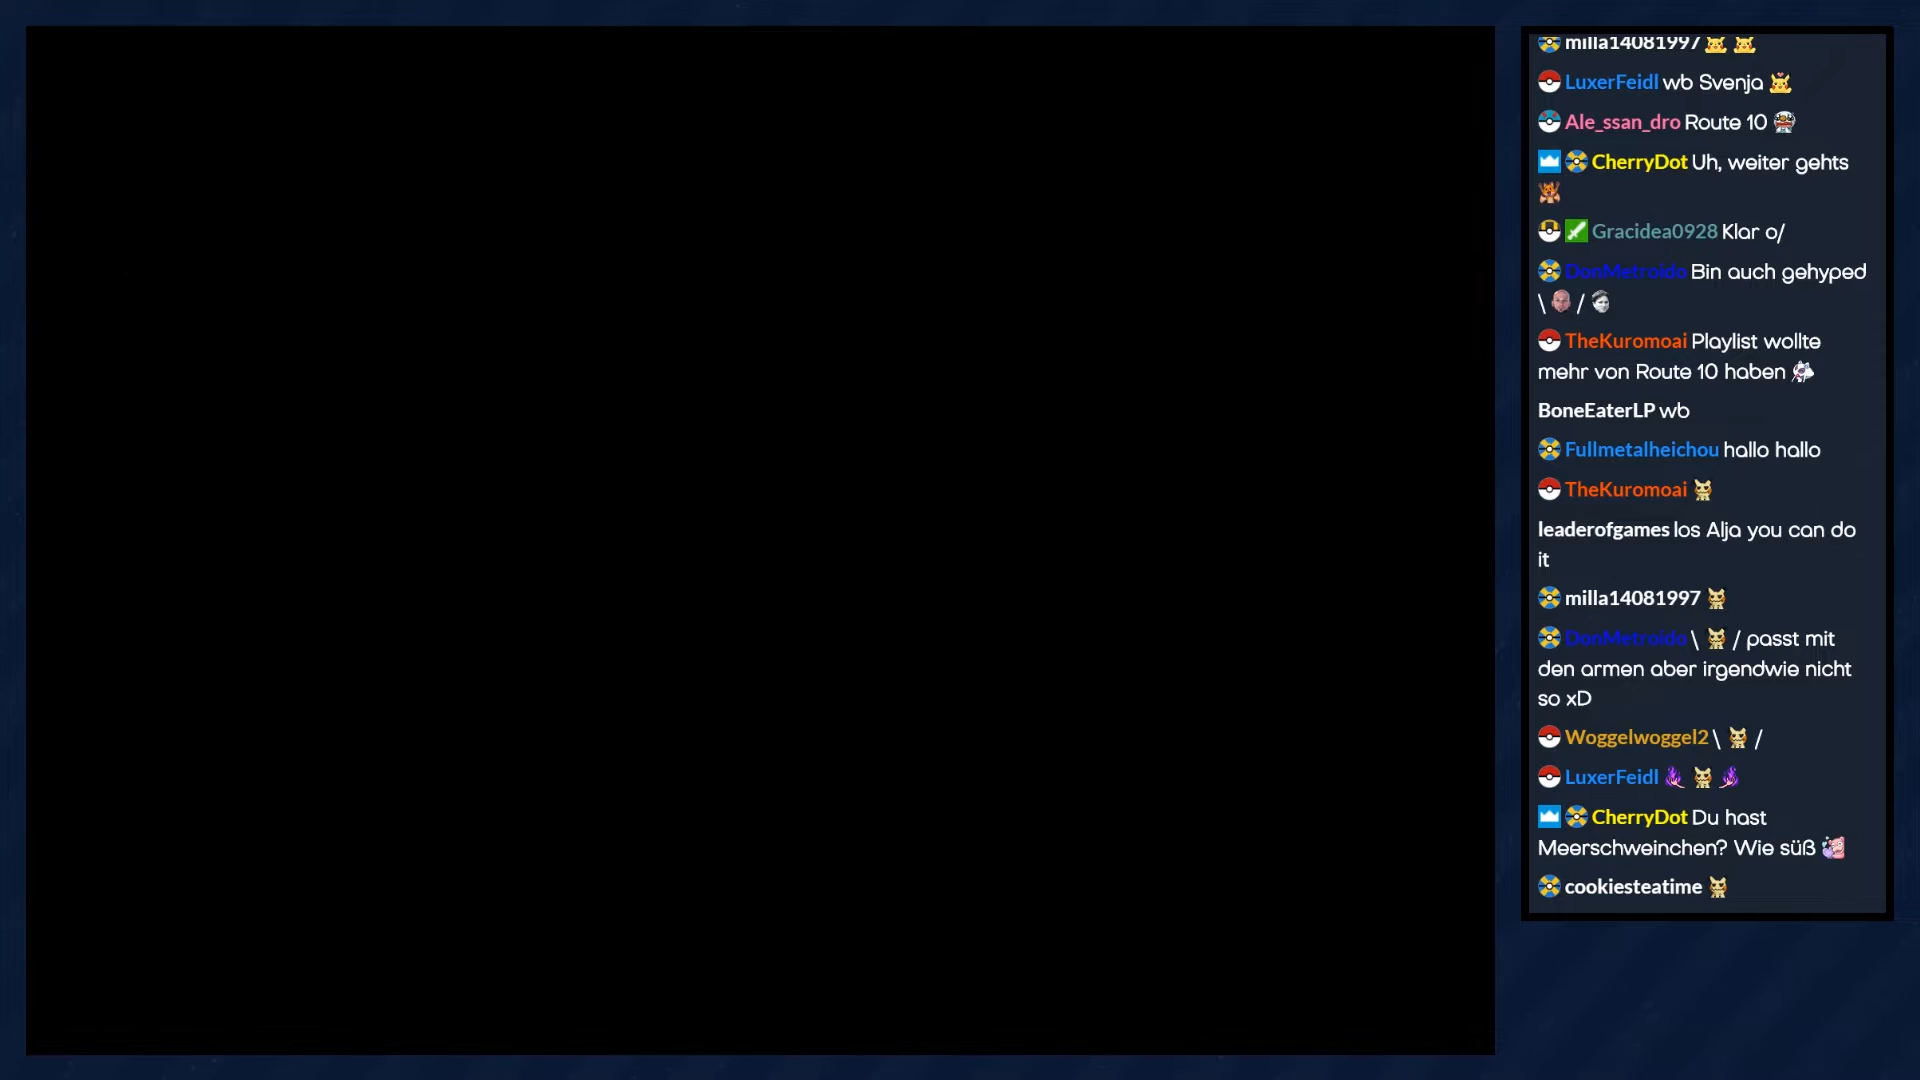 milla14081997
LuxerFeidl wb Svenja
Ale_ssan_dro Route 10
CherryDot Uh, weiter gehts
Gracidea0928 Klar o/
DonMetroido Bin auch gehyped
\ /
TheKuromoai Playlist wollte
mehr von Route 10 haben
BoneEaterLP wb
Fullmetalheichou hallo hallo
TheKuromoai
leaderofgames los Alja you can do
it
milla14081997
DonMetroido \ / passt mit
den armen aber irgendwie nicht
so xD
Woggelwoggel2 \ /
LuxerFeidl
CherryDot Du hast
Meerschweinchen? Wie süß
cookiesteatime